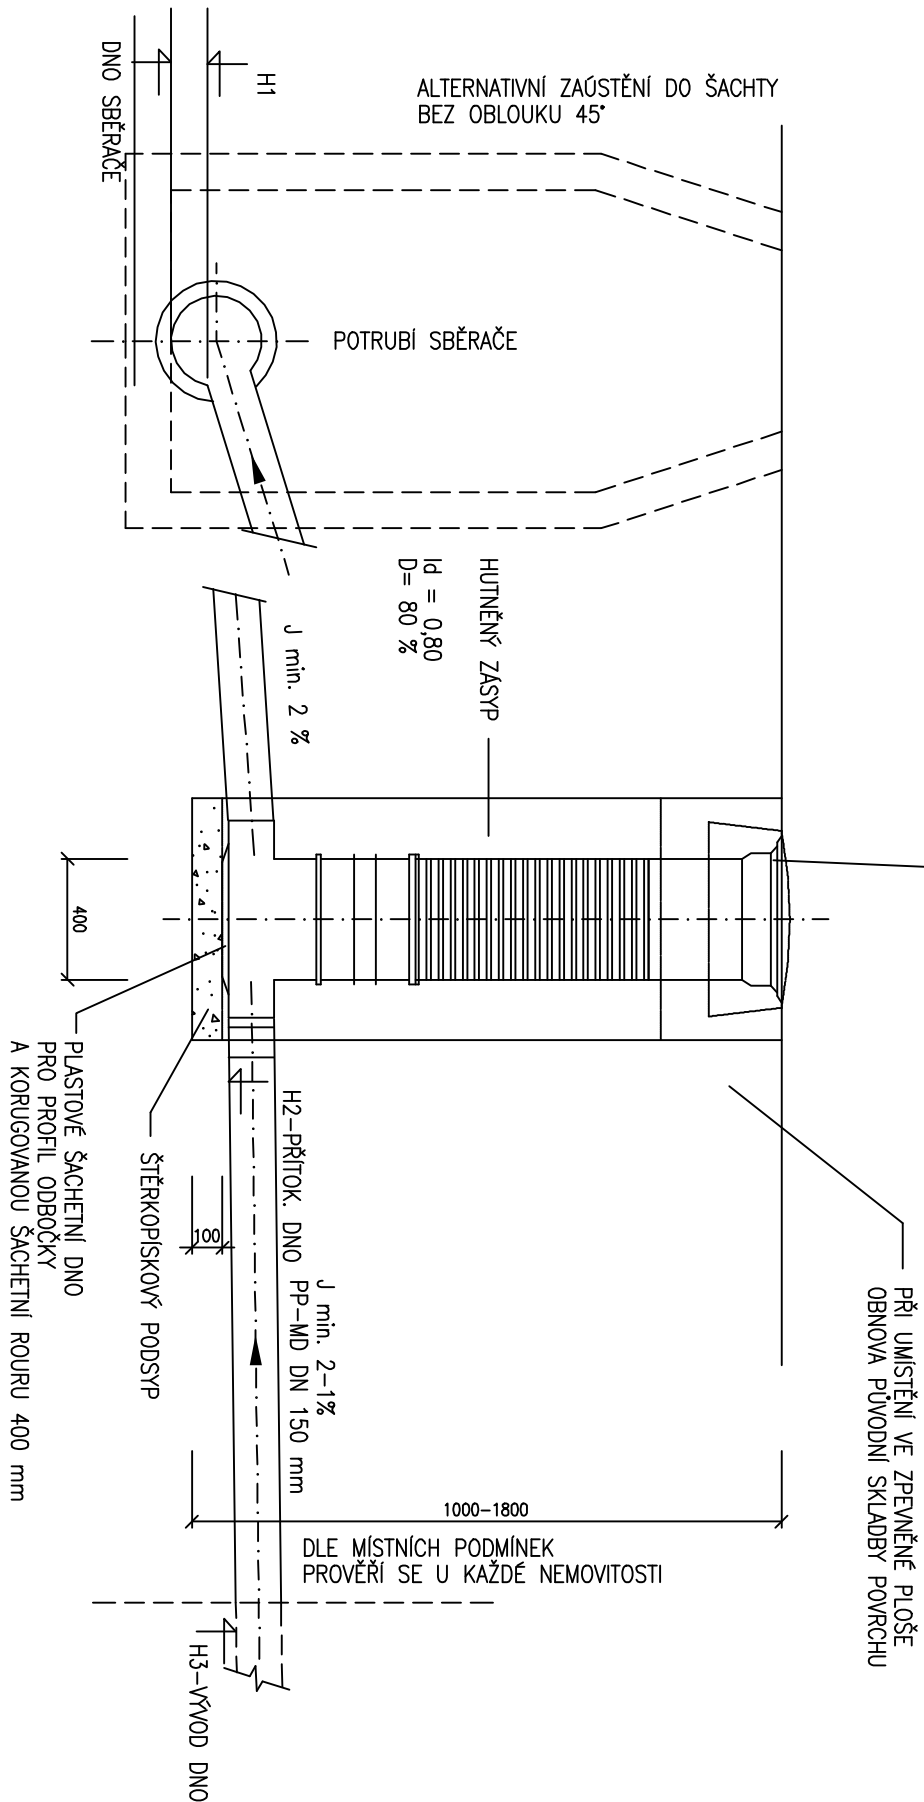 ALTERNATIVNÍ ZAÚSTĚNÍ DO ŠACHTY
BEZ OBLOUKU 45°
H1
DNO SBĚRAČE
POTRUBÍ SBĚRAČE
HUTNĚNÝ ZÁSYP
Id = 0,80
D= 80 %
J min. 2 %
400
PLASTOVÉ ŠACHETNÍ DNO
PRO PROFIL ODBOČKY
A KORUGOVANOU ŠACHETNÍ ROURU 400 mm
ŠTĚRKOPÍSKOVÝ PODSYP
100
H2-PŘÍTOK. DNO
J min. 2-1%
PP-MD DN 150 mm
PŘI UMÍSTĚNÍ VE ZPEVNĚNÉ PLOŠE
OBNOVA PŮVODNÍ SKLADBY POVRCHU
1000-1800
DLE MÍSTNÍCH PODMÍNEK
PROVĚŘÍ SE U KAŽDÉ NEMOVITOSTI
H3-VÝVOD DNO